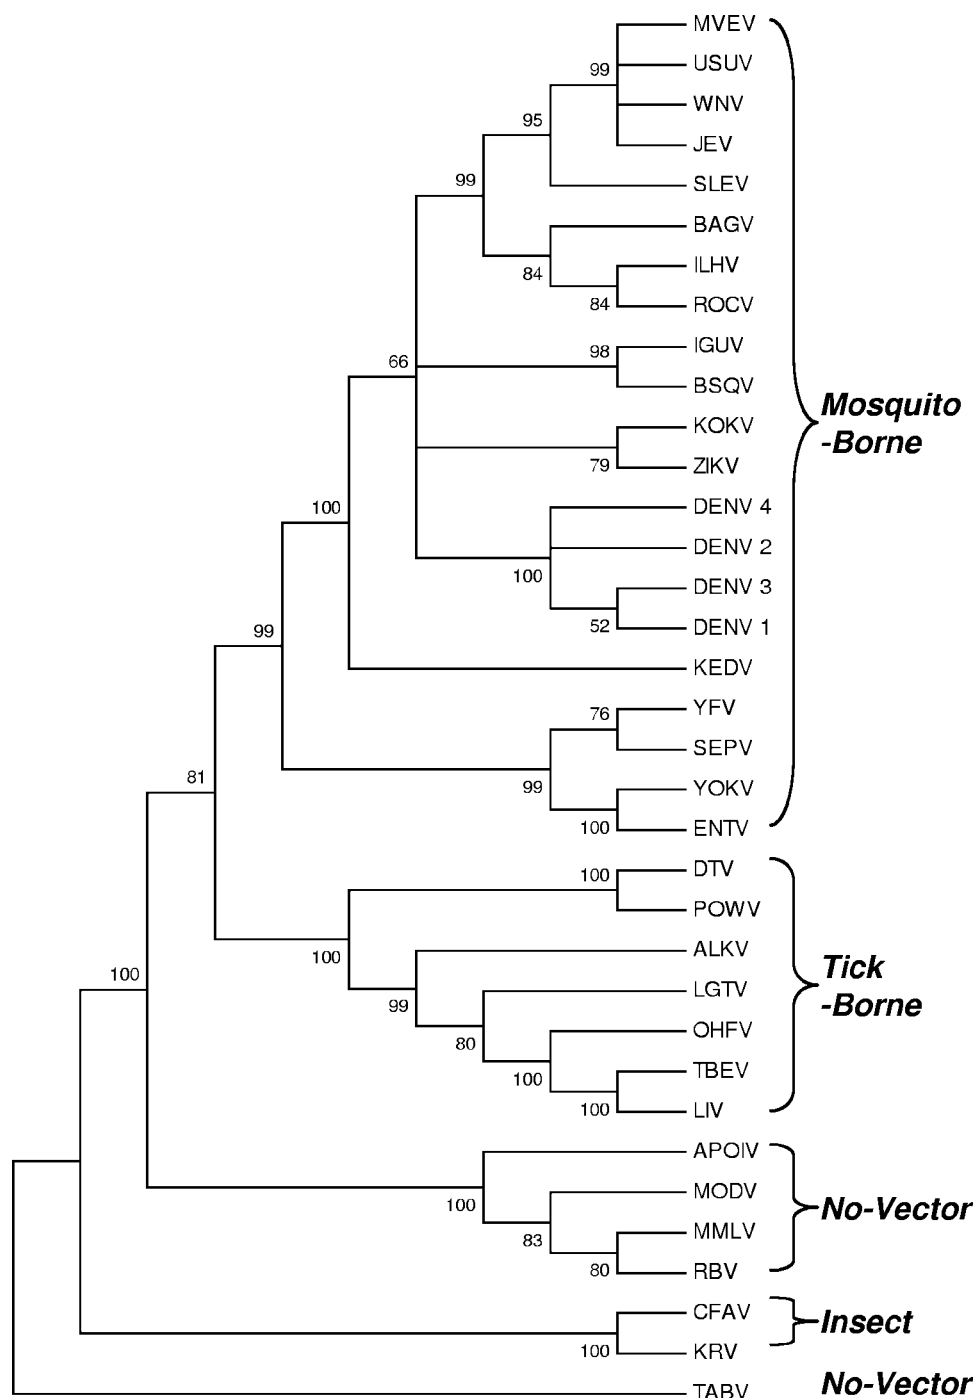 MVEV
99
USUV
WNV
95
JEV
99
SLEV
BAGV
84
ILHV
84
ROCV
98
IGUV
66
BSQV
Mosquito
-Borne
KOKV
79
ZIKV
100
DENV 4
DENV 2
100
DENV 3
52
DENV 1
99
KEDV
76
YFV
SEPV
81
99
YOKV
100
ENTV
100
DTV
POWV
100
ALKV
100
Tick
-Borne
99
LGTV
80
OHFV
100
TBEV
100
LIV
APOIV
100
MODV
No-Vector
83
MMLV
80
RBV
CFAV
Insect
100
KRV
No-Vector
TABV